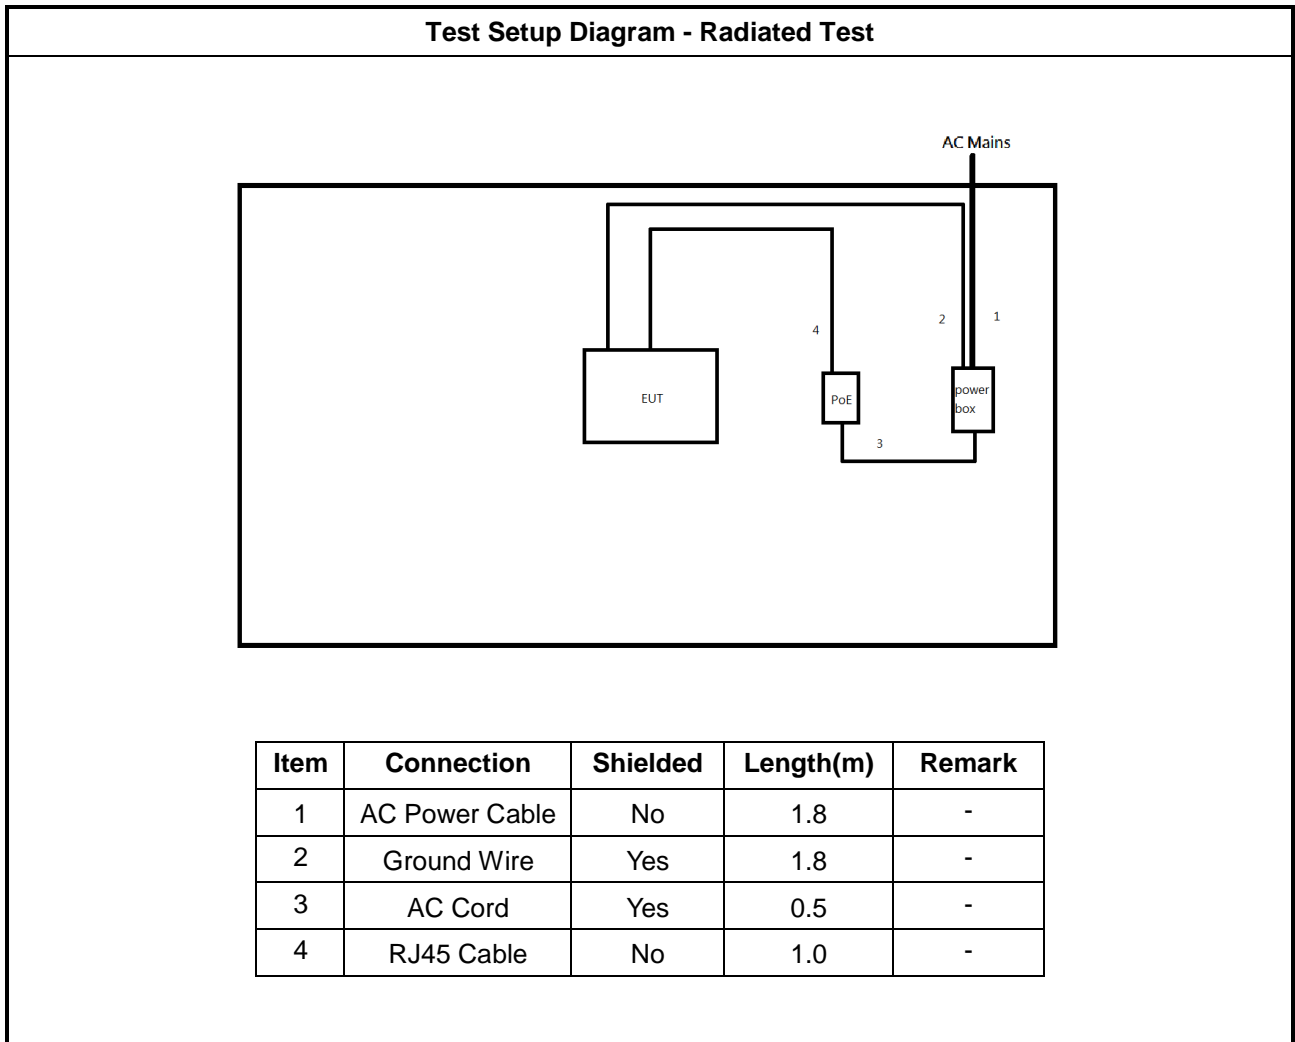 Test Setup Diagram - Radiated Test
AC Mains
2
1
4
EUT
PoE
power
box
3
Item Connection Shielded Length(m) Remark
1 AC Power Cable No 1.8 -
2 Ground Wire Yes 1.8 -
3 AC Cord Yes 0.5 -
4 RJ45 Cable No 1.0 -